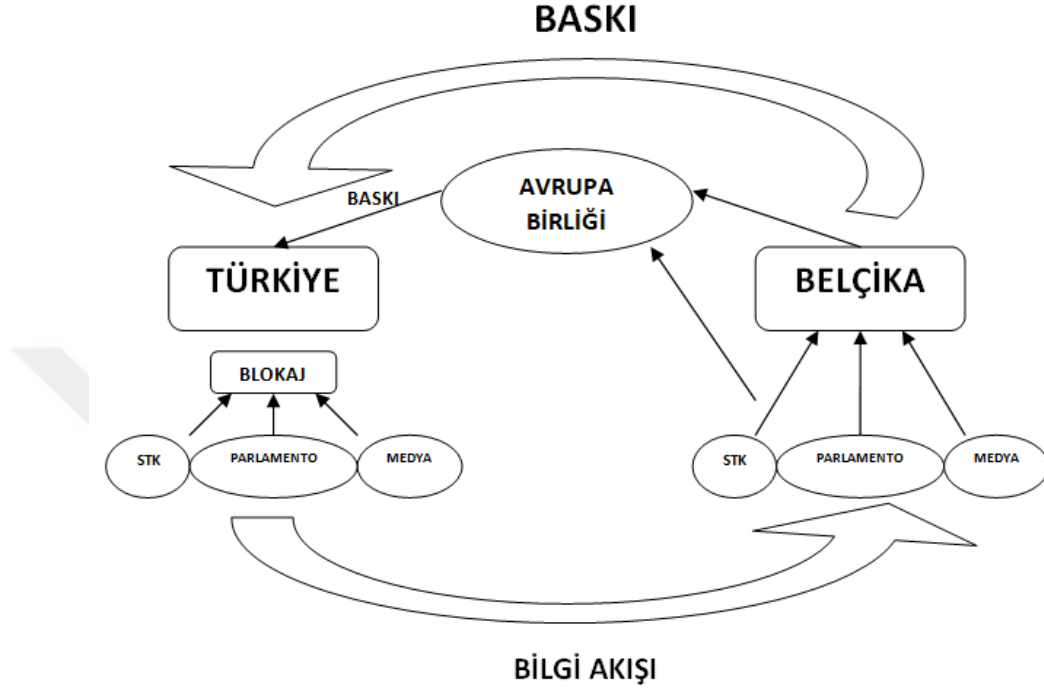 BASKI
AVRUPA
BİRLİĞİ
BASKI
TÜRKİYE
BELÇİKA
BLOKAJ
STK
PARLAMENTO
MEDYA
STK
PARLAMENTO
MEDYA
BİLGİ AKIŞI